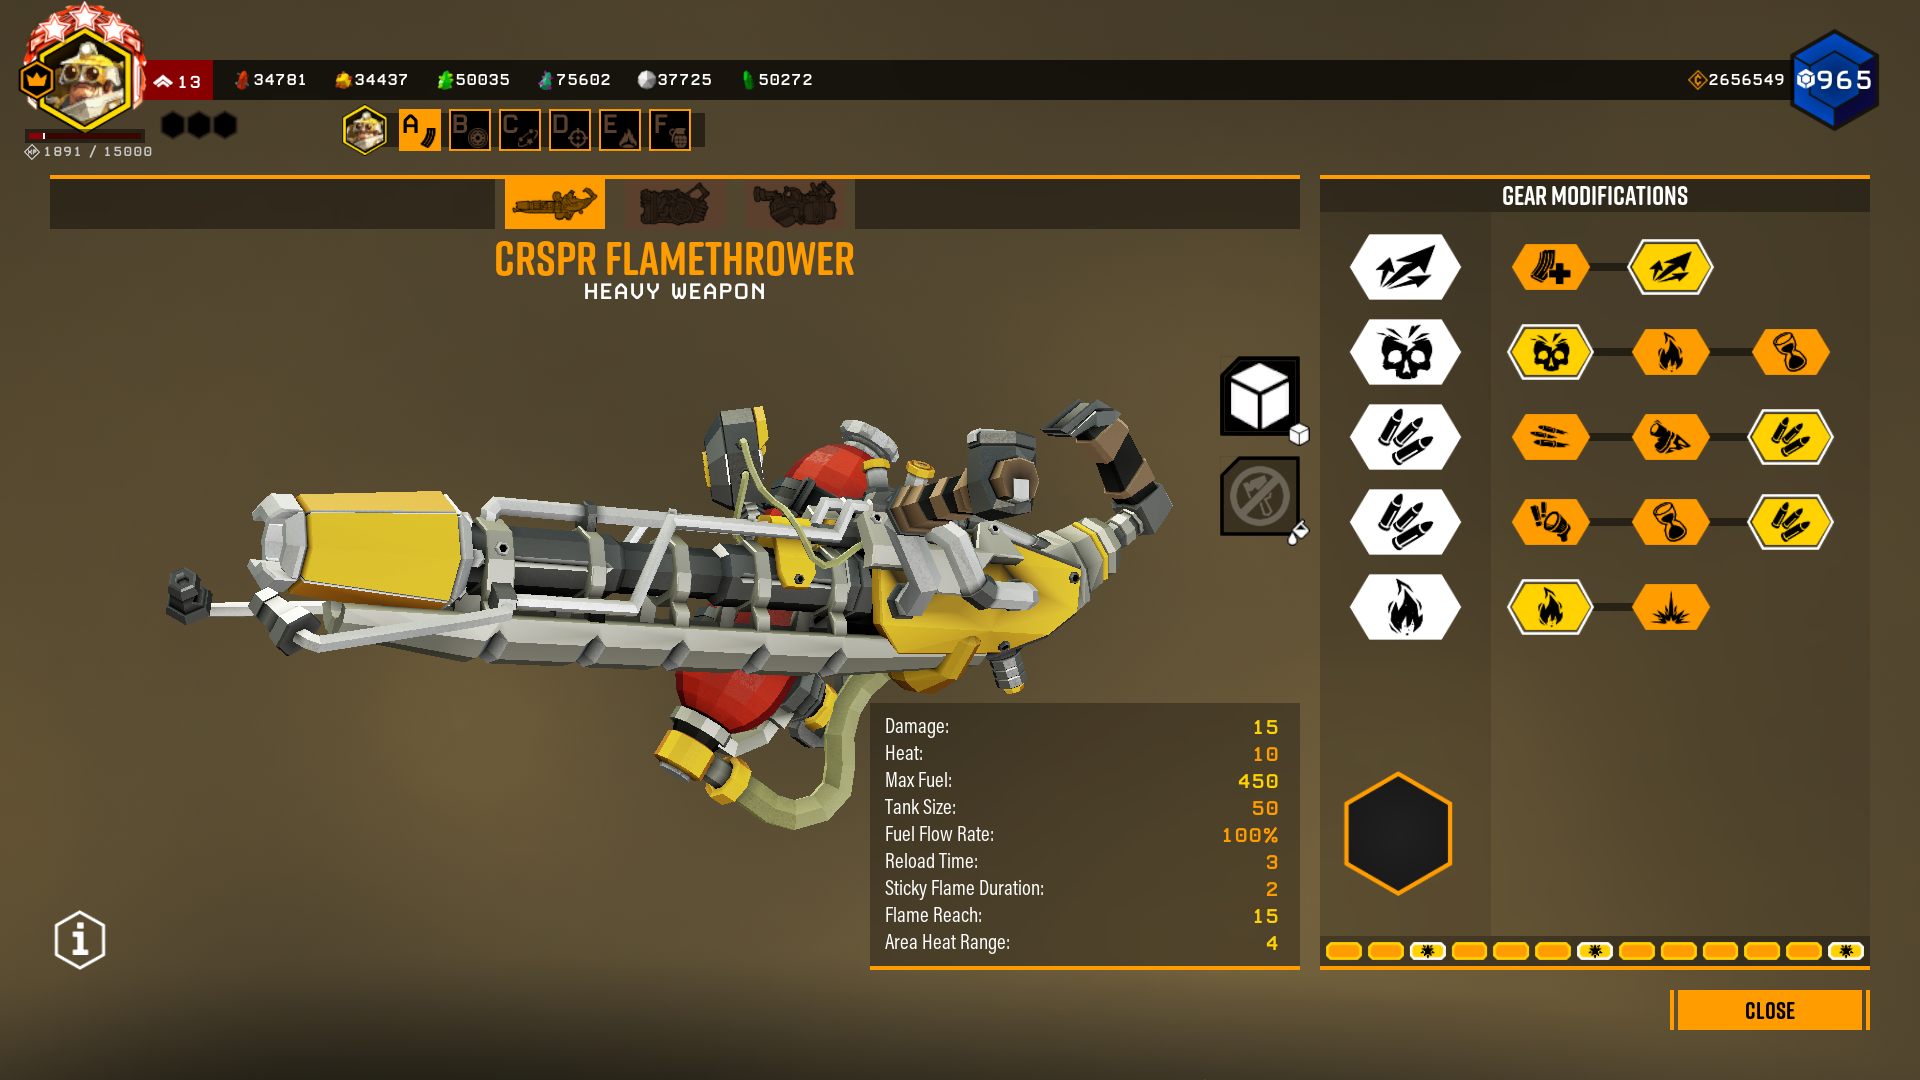 13
34781
34437
50035
75602
37725
50272
2656549
965
1891 / 15000
A
B
C
D
E
F
CRSPR FLAMETHROWER
HEAVY WEAPON
GEAR MODIFICATIONS
Damage: 15
Heat: 10
Max Fuel: 450
Tank Size: 50
Fuel Flow Rate: 100%
Reload Time: 3
Sticky Flame Duration: 2
Flame Reach: 15
Area Heat Range: 4
CLOSE